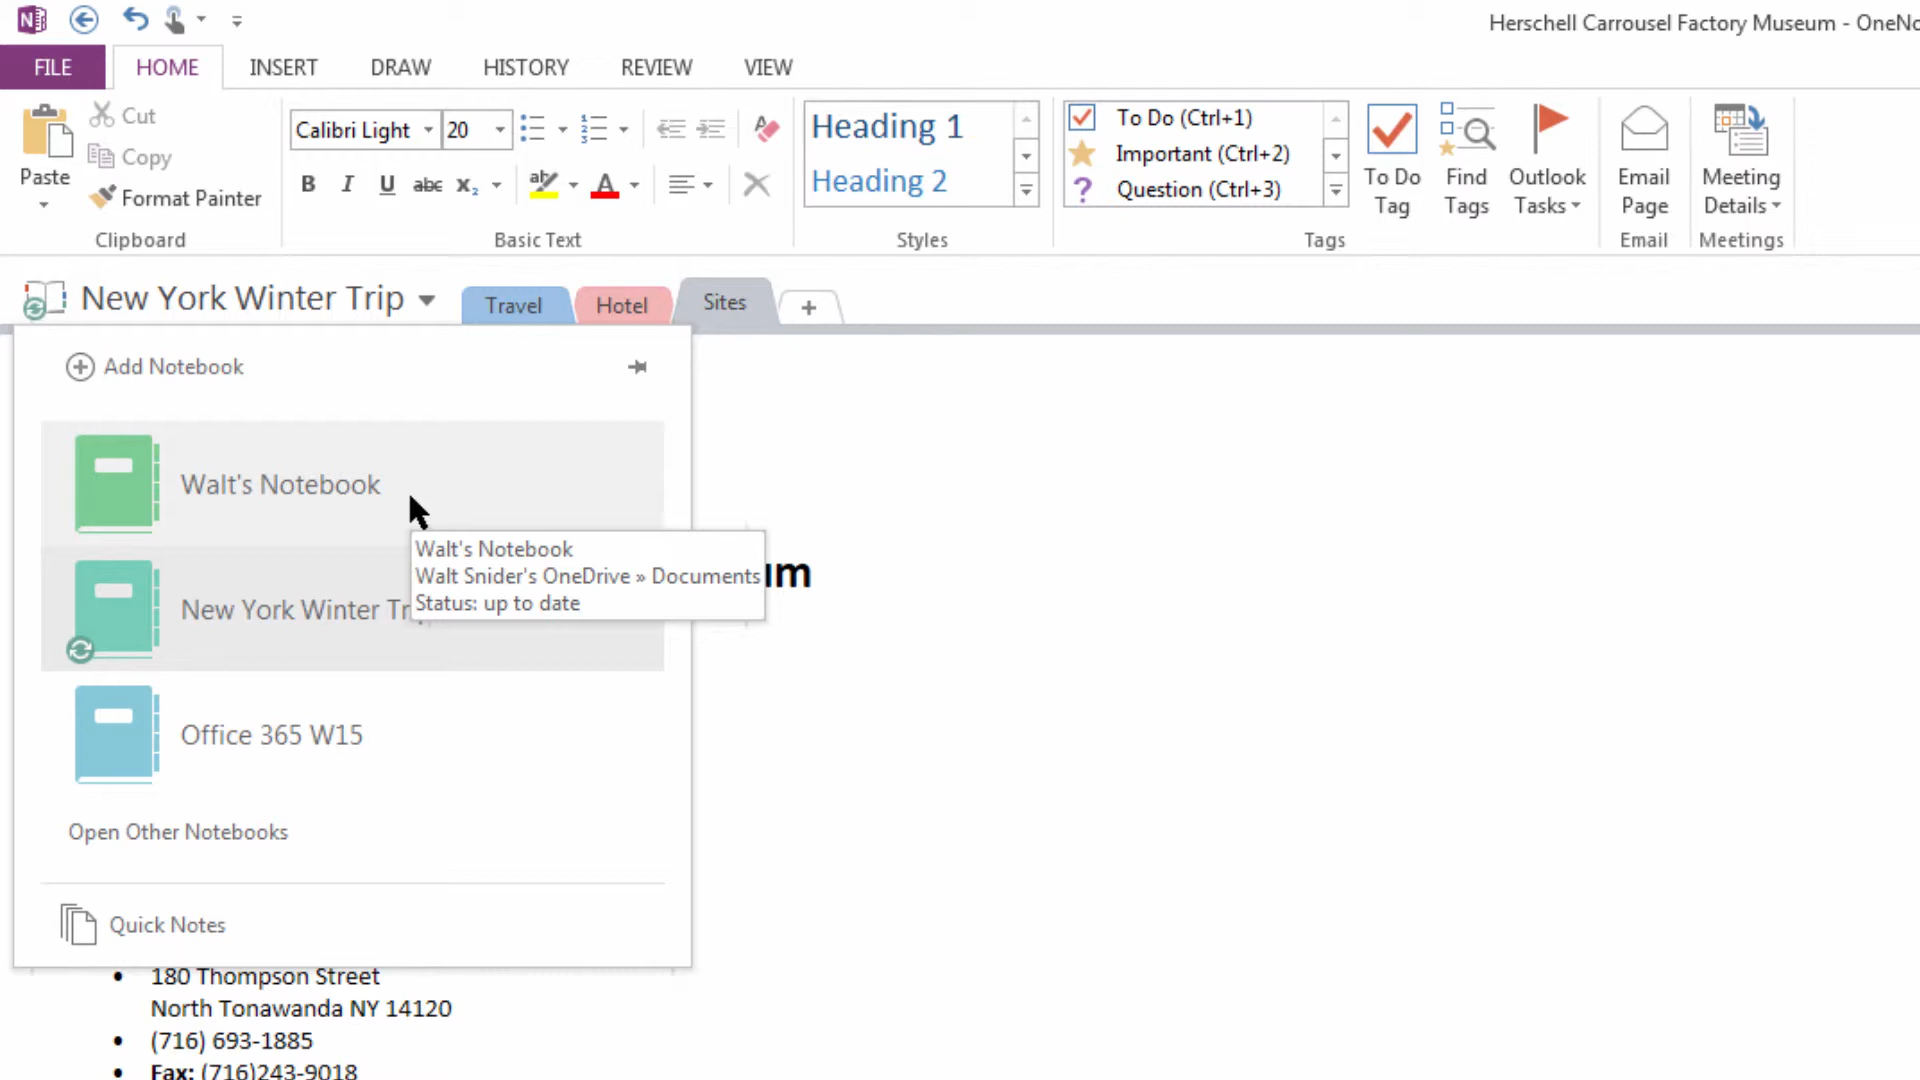 Herschell Carrousel Factory Museum - OneNo
FILE
HOME
INSERT
DRAW
HISTORY
REVIEW
VIEW
Paste
Cut
Copy
Format Painter
Clipboard
Calibri Light
20
B I U abc X₂
A
Basic Text
Heading 1
Heading 2
Styles
To Do (Ctrl+1)
Important (Ctrl+2)
Question (Ctrl+3)
To Do
Tag
Find
Tags
Outlook
Tasks
Tags
Email
Page
Email
Meeting
Details
Meetings
New York Winter Trip
Travel
Hotel
Sites
+
Add Notebook
Walt's Notebook
Walt's Notebook
Walt Snider's OneDrive » Documents
Status: up to date
um
New York Winter Trip
Office 365 W15
Open Other Notebooks
Quick Notes
• 180 Thompson Street
North Tonawanda NY 14120
• (716) 693-1885
• Fax: (716)243-9018